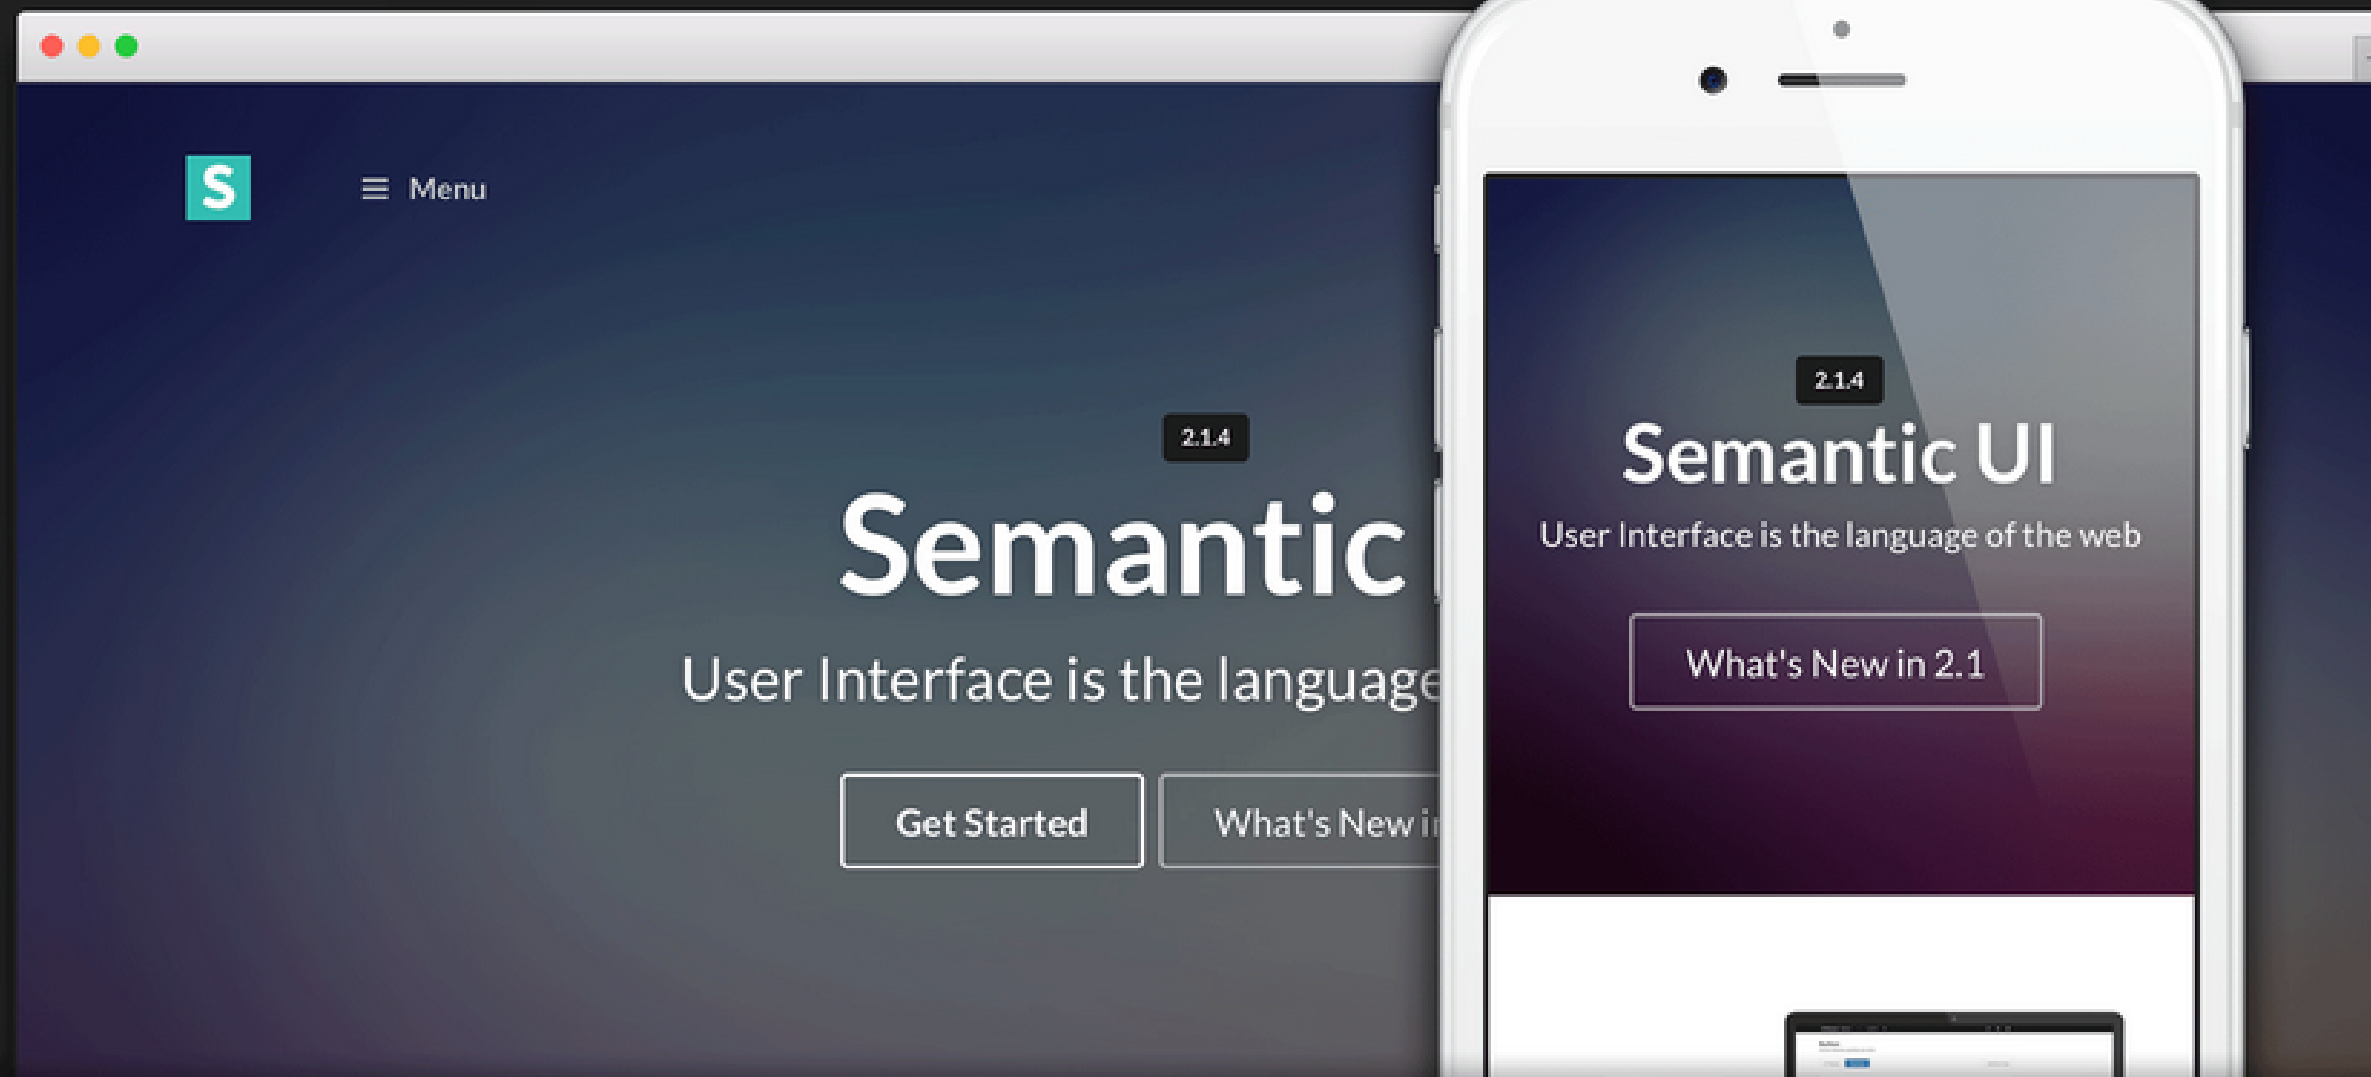 S
Menu
2.1.4
Semantic
User Interface is the language
Get Started
What's New in
2.1.4
Semantic UI
User Interface is the language of the web
What's New in 2.1